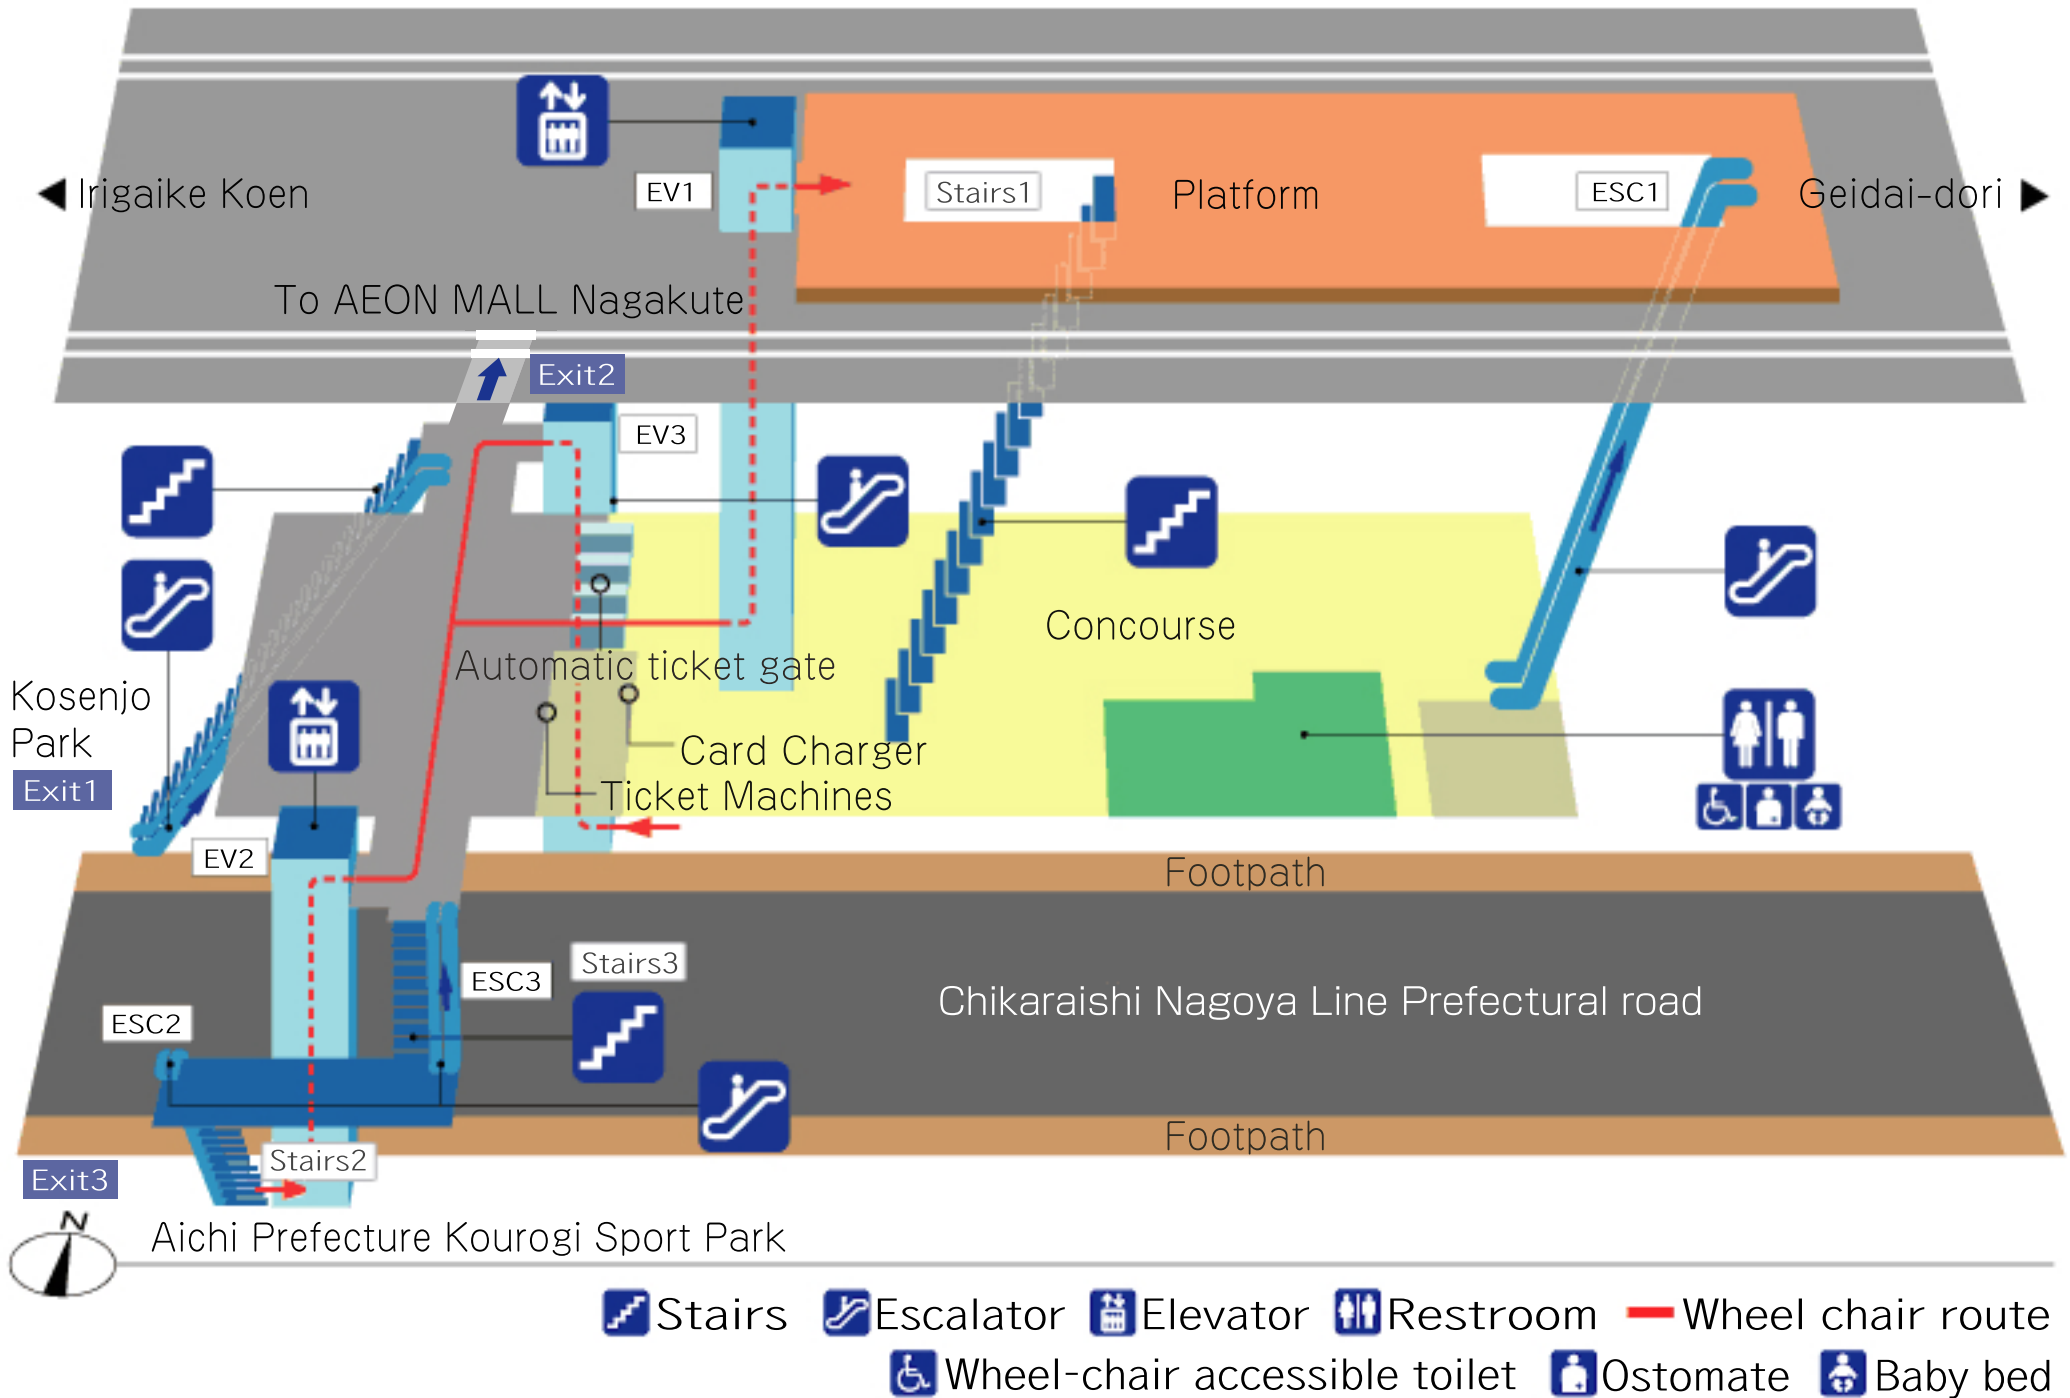 EV1
Stairs1
Platform
ESC1
Irigaike Koen
Geidai-dori
To AEON MALL Nagakute
Exit2
EV3
Concourse
Automatic ticket gate
Kosenjo
Park
Exit1
Card Charger
Ticket Machines
EV2
Footpath
Stairs3
ESC3
ESC2
Chikaraishi Nagoya Line Prefectural road
Footpath
Stairs2
Exit3
N
Aichi Prefecture Kourogi Sport Park
Stairs Escalator Elevator Restroom Wheel chair route
Wheel-chair accessible toilet Ostomate Baby bed